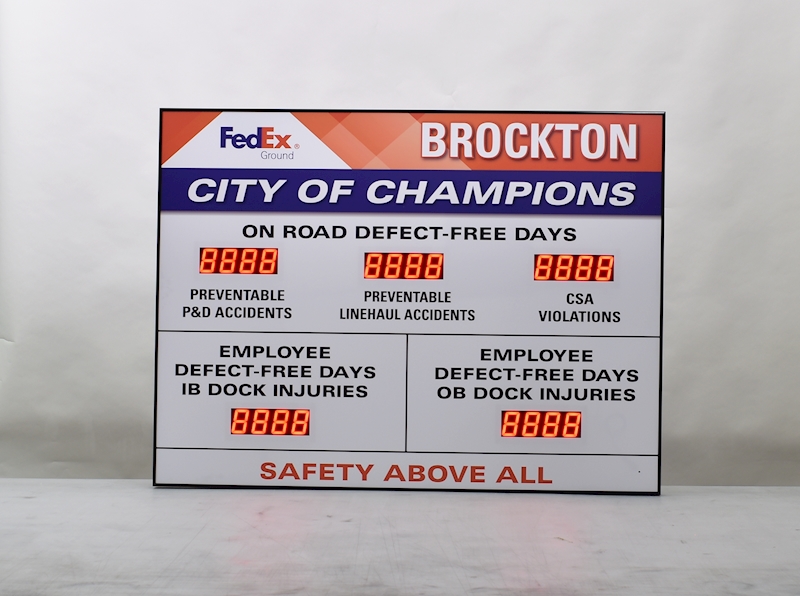 FedEx®
Ground
BROCKTON
CITY OF CHAMPIONS
ON ROAD DEFECT-FREE DAYS
8888 8888 8888
PREVENTABLE
P&D ACCIDENTS
PREVENTABLE
LINEHAUL ACCIDENTS
CSA
VIOLATIONS
EMPLOYEE
DEFECT-FREE DAYS
IB DOCK INJURIES
8888
EMPLOYEE
DEFECT-FREE DAYS
OB DOCK INJURIES
8888
SAFETY ABOVE ALL